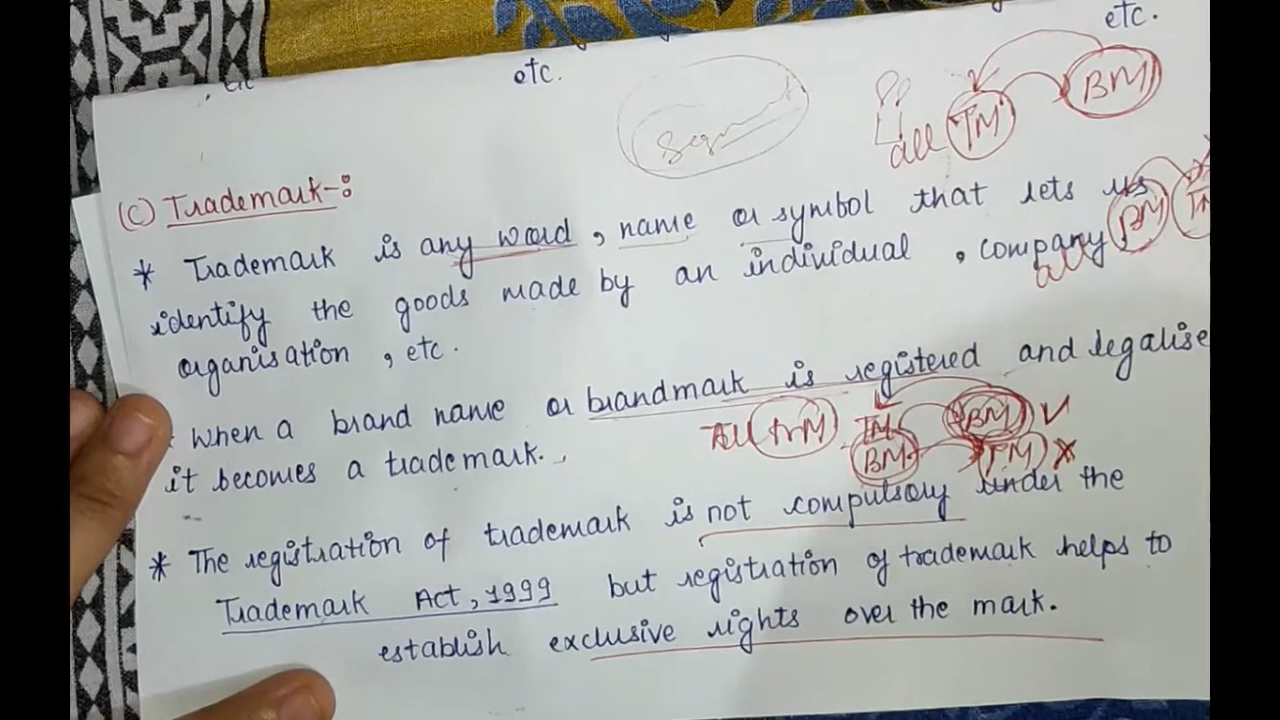 etc.
etc.
all TM BM
(C) Trademark-:
* Trademark is any word, name or symbol that lets us
BM TM
identify the goods made by an individual, company,
all
organisation, etc.
When a brand name or brandmark is registered and legalise
TM BM
TM BM
it becomes a trademark.
* The registration of trademark is not compulsory under the
Trademark Act, 1999 but registration of trademark helps to
establish exclusive rights over the mark.